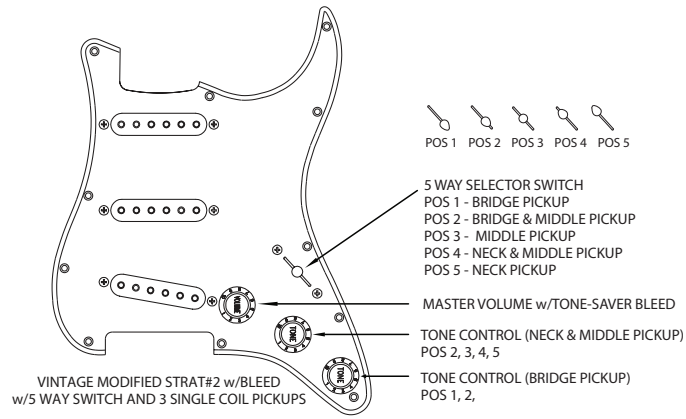 POS 1 POS 2 POS 3 POS 4 POS 5
5 WAY SELECTOR SWITCH
POS 1 - BRIDGE PICKUP
POS 2 - BRIDGE & MIDDLE PICKUP
POS 3 - MIDDLE PICKUP
POS 4 - NECK & MIDDLE PICKUP
POS 5 - NECK PICKUP
VOLUME
MASTER VOLUME w/TONE-SAVER BLEED
TONE
TONE CONTROL (NECK & MIDDLE PICKUP)
POS 2, 3, 4, 5
TONE
TONE CONTROL (BRIDGE PICKUP)
POS 1, 2,
VINTAGE MODIFIED STRAT#2 w/BLEED
w/5 WAY SWITCH AND 3 SINGLE COIL PICKUPS